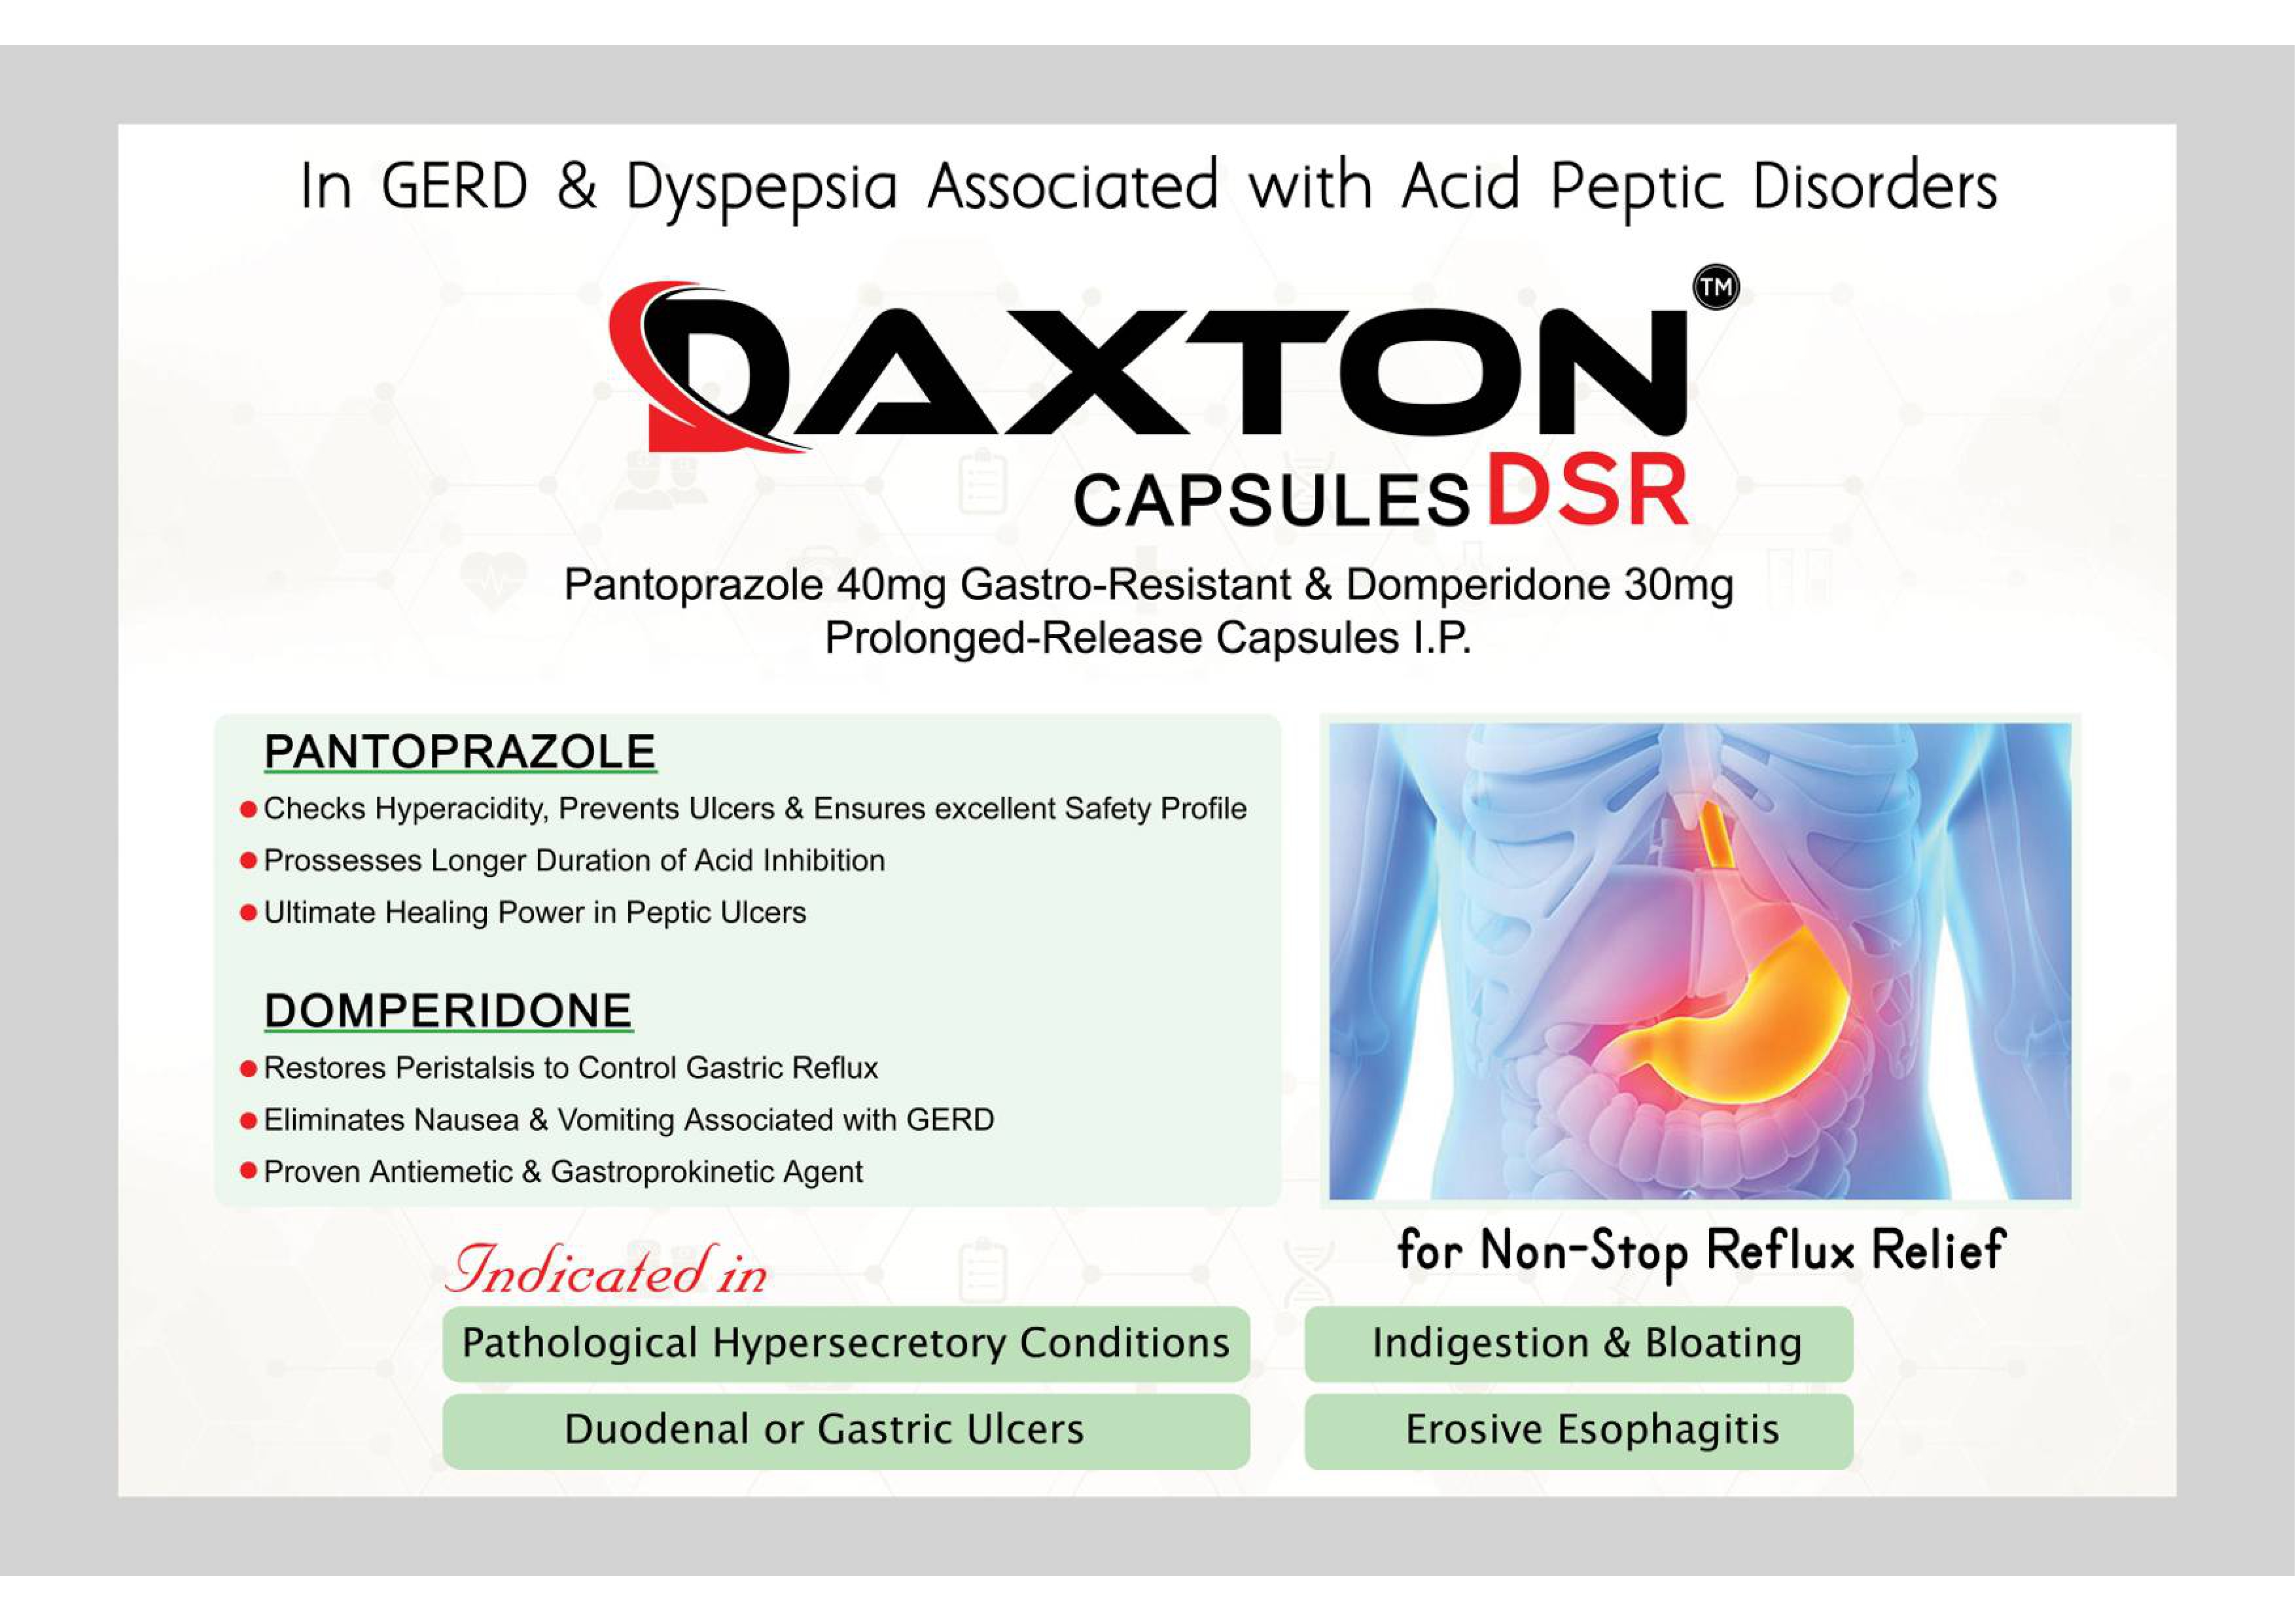 In GERD & Dyspepsia Associated with Acid Peptic Disorders
DAXTON TM
CAPSULES DSR
Pantoprazole 40mg Gastro-Resistant & Domperidone 30mg
Prolonged-Release Capsules I.P.
PANTOPRAZOLE
● Checks Hyperacidity, Prevents Ulcers & Ensures excellent Safety Profile
● Prossesses Longer Duration of Acid Inhibition
● Ultimate Healing Power in Peptic Ulcers
DOMPERIDONE
● Restores Peristalsis to Control Gastric Reflux
● Eliminates Nausea & Vomiting Associated with GERD
● Proven Antiemetic & Gastroprokinetic Agent
for Non-Stop Reflux Relief
Indicated in
Pathological Hypersecretory Conditions
Indigestion & Bloating
Duodenal or Gastric Ulcers
Erosive Esophagitis